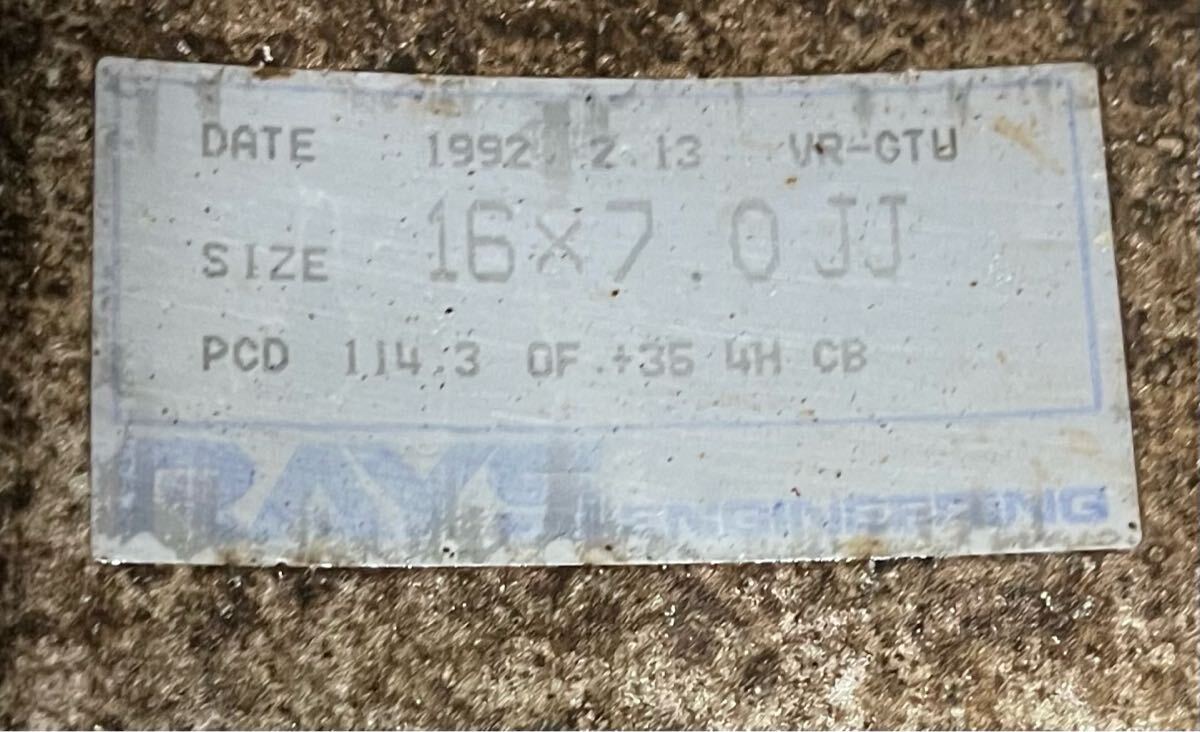 DATE 1992. 2.13 VR-GTU
SIZE 16×7.0JJ
PCD 114.3 OF.+35 4H CB
RAYS ENGINEERING